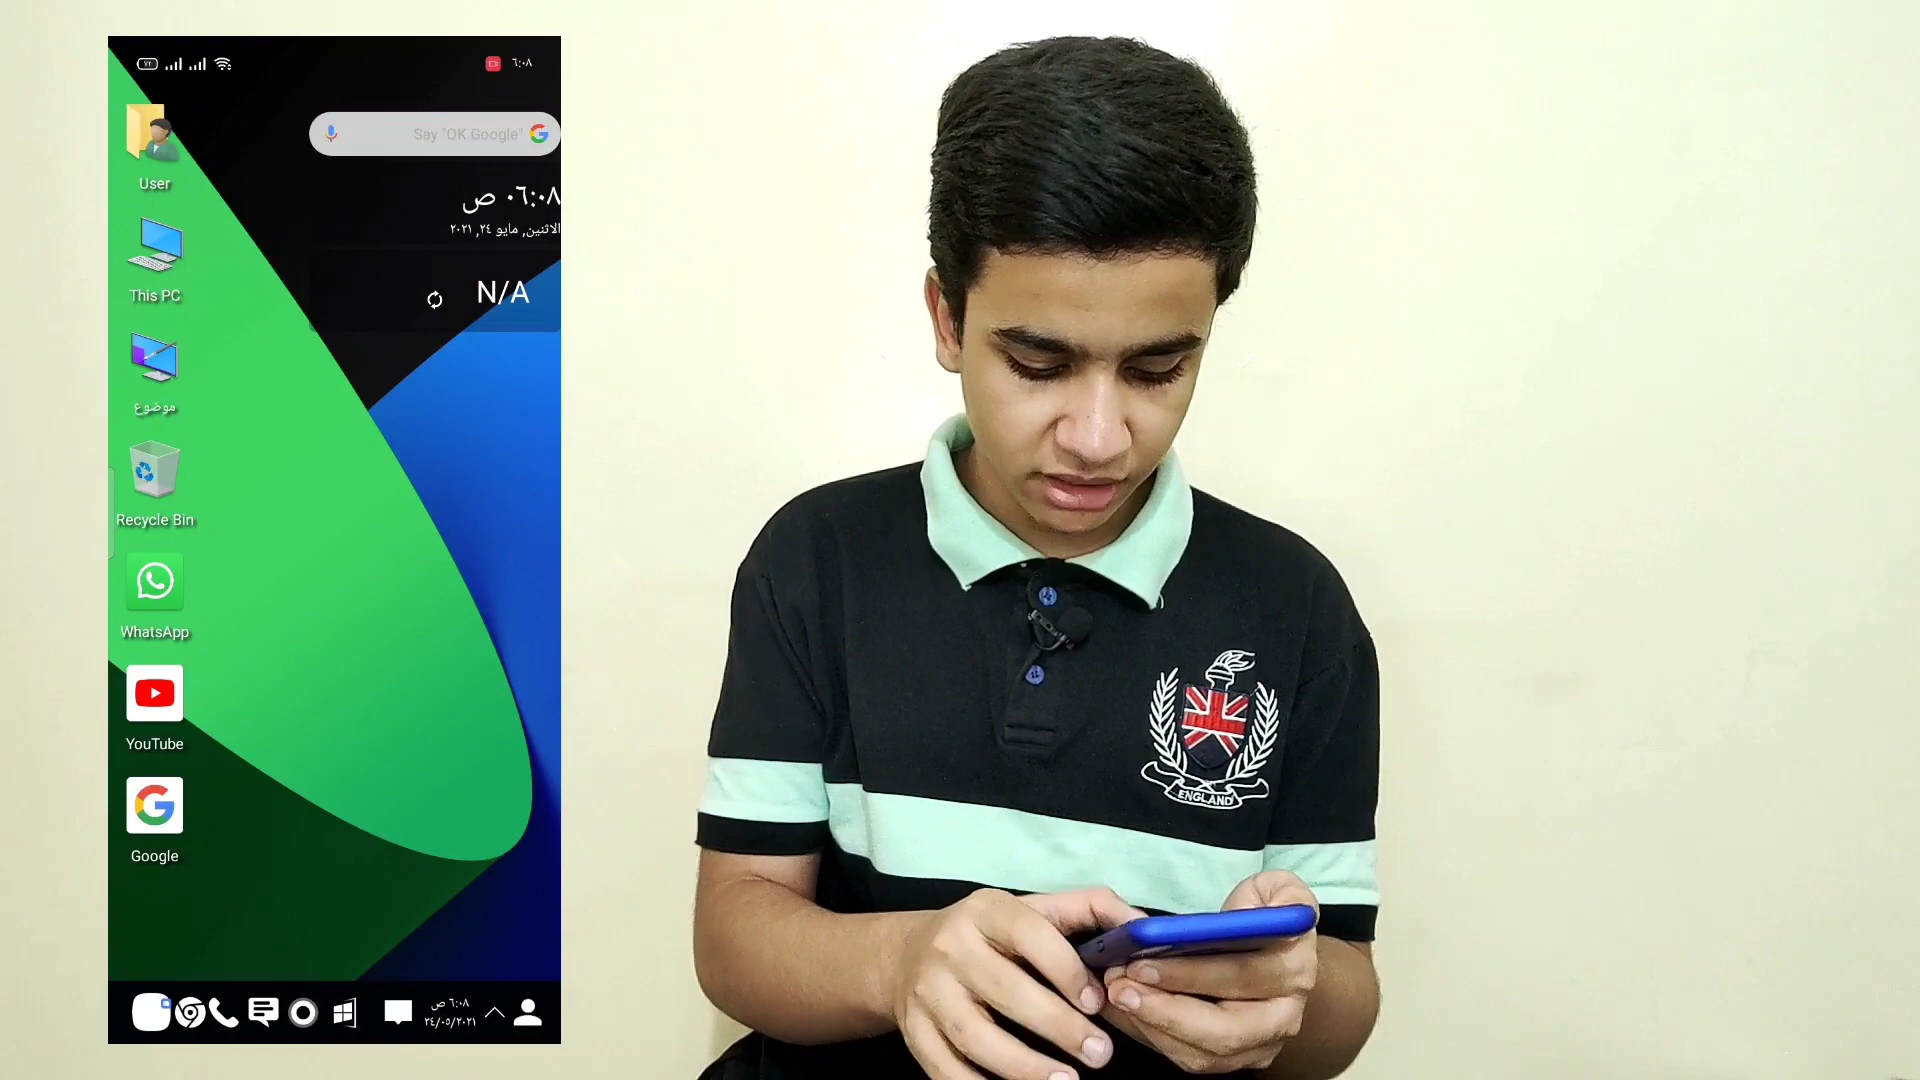 ٧٢
٦:٠٨
Say "OK Google"
٠٦:٠٨ ص
الاثنين, مايو ٢٤, ٢٠٢١
N/A
User
This PC
موضوع
Recycle Bin
WhatsApp
YouTube
Google
٦:٠٨ ص
٢٤/٠٥/٢٠٢١
ENGLAND